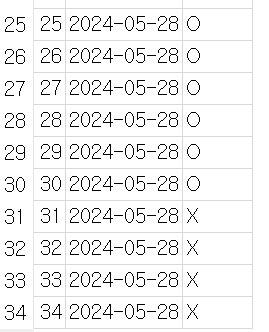 25 25 2024-05-28 O
26 26 2024-05-28 O
27 27 2024-05-28 O
28 28 2024-05-28 O
29 29 2024-05-28 O
30 30 2024-05-28 O
31 31 2024-05-28 X
32 32 2024-05-28 X
33 33 2024-05-28 X
34 34 2024-05-28 X